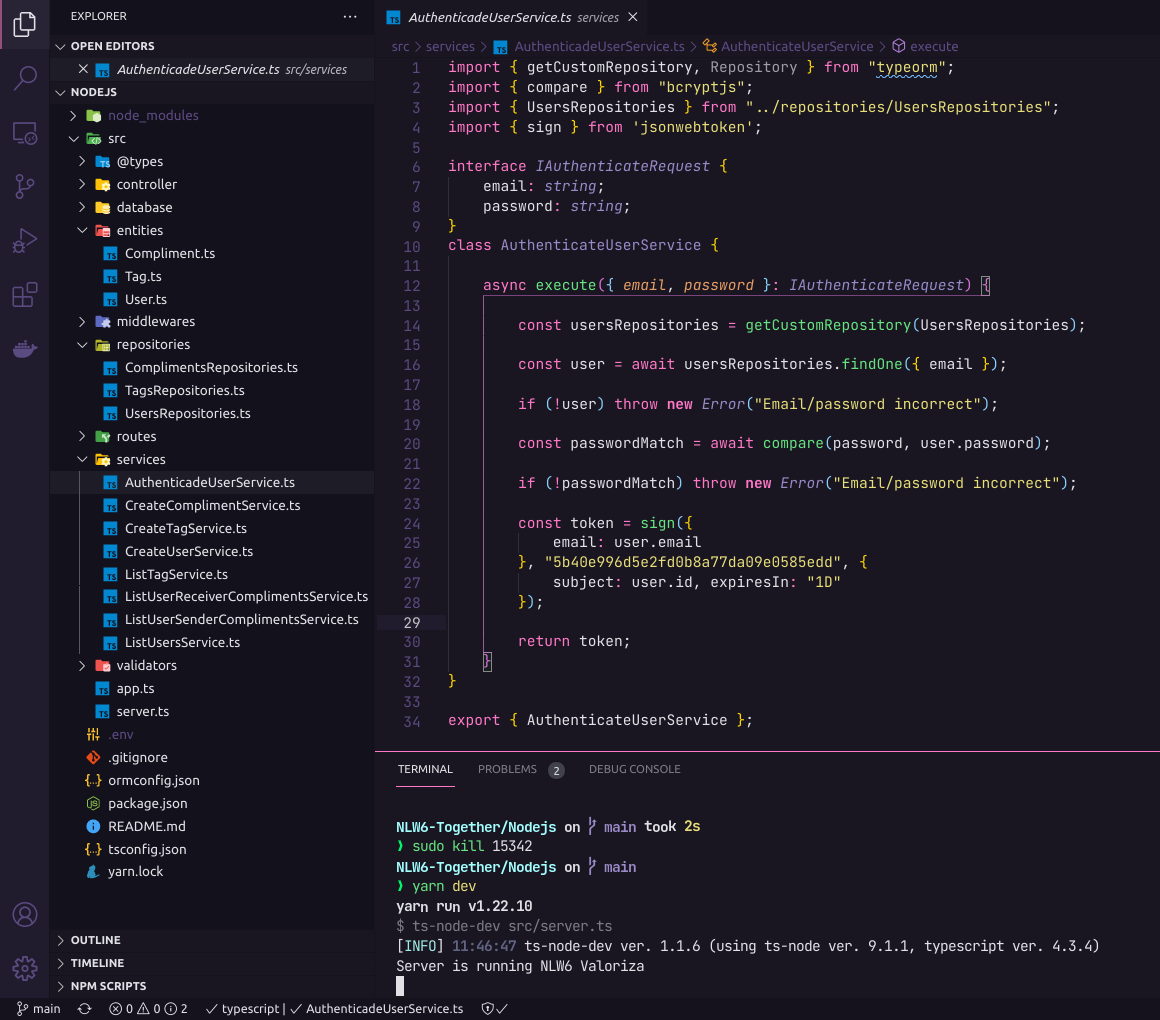 EXPLORER
OPEN EDITORS
AuthenticadeUserService.ts src/services
NODEJS
node_modules
src
@types
controller
database
entities
Compliment.ts
Tag.ts
User.ts
middlewares
repositories
ComplimentsRepositories.ts
TagsRepositories.ts
UsersRepositories.ts
routes
services
AuthenticadeUserService.ts
CreateComplimentService.ts
CreateTagService.ts
CreateUserService.ts
ListTagService.ts
ListUserReceiverComplimentsService.ts
ListUserSenderComplimentsService.ts
ListUsersService.ts
validators
app.ts
server.ts
.env
.gitignore
ormconfig.json
package.json
README.md
tsconfig.json
yarn.lock
OUTLINE
TIMELINE
NPM SCRIPTS
AuthenticadeUserService.ts services
src > services > AuthenticadeUserService.ts > AuthenticateUserService > execute
1 import { getCustomRepository, Repository } from "typeorm";
2 import { compare } from "bcryptjs";
3 import { UsersRepositories } from "../repositories/UsersRepositories";
4 import { sign } from 'jsonwebtoken';
5
6 interface IAuthenticateRequest {
7     email: string;
8     password: string;
9 }
10 class AuthenticateUserService {
11
12     async execute({ email, password }: IAuthenticateRequest) {
13
14         const usersRepositories = getCustomRepository(UsersRepositories);
15
16         const user = await usersRepositories.findOne({ email });
17
18         if (!user) throw new Error("Email/password incorrect");
19
20         const passwordMatch = await compare(password, user.password);
21
22         if (!passwordMatch) throw new Error("Email/password incorrect");
23
24         const token = sign({
25             email: user.email
26         }, "5b40e996d5e2fd0b8a77da09e0585edd", {
27             subject: user.id, expiresIn: "1D"
28         });
29
30         return token;
31     }
32 }
33
34 export { AuthenticateUserService };
TERMINAL PROBLEMS 2 DEBUG CONSOLE
NLW6-Together/Nodejs on main took 2s
❯ sudo kill 15342
NLW6-Together/Nodejs on main
❯ yarn dev
yarn run v1.22.10
$ ts-node-dev src/server.ts
[INFO] 11:46:47 ts-node-dev ver. 1.1.6 (using ts-node ver. 9.1.1, typescript ver. 4.3.4)
Server is running NLW6 Valoriza
main 0 0 2 ✓ typescript | ✓ AuthenticadeUserService.ts ✓